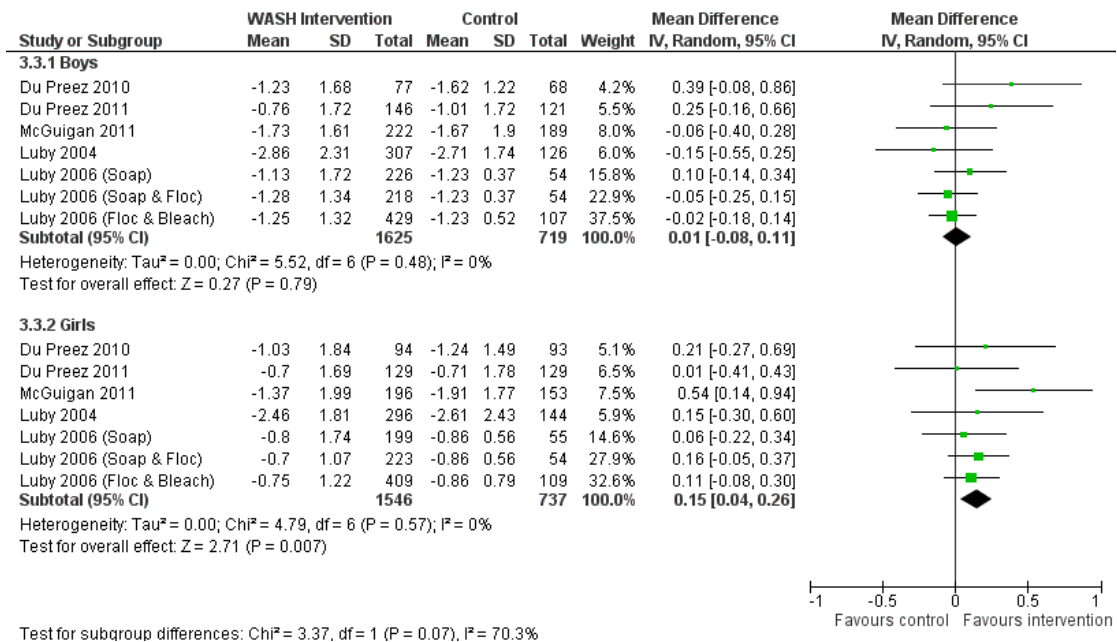 WASH Intervention Control Mean Difference Mean Difference
Study or Subgroup Mean SD Total Mean SD Total Weight IV, Random, 95% CI IV, Random, 95% CI
3.3.1 Boys
Du Preez 2010 -1.23 1.68 77 -1.62 1.22 68 4.2% 0.39 [-0.08, 0.86]
Du Preez 2011 -0.76 1.72 146 -1.01 1.72 121 5.5% 0.25 [-0.16, 0.66]
McGuigan 2011 -1.73 1.61 222 -1.67 1.9 189 8.0% -0.06 [-0.40, 0.28]
Luby 2004 -2.86 2.31 307 -2.71 1.74 126 6.0% -0.15 [-0.55, 0.25]
Luby 2006 (Soap) -1.13 1.72 226 -1.23 0.37 54 15.8% 0.10 [-0.14, 0.34]
Luby 2006 (Soap & Floc) -1.28 1.34 218 -1.23 0.37 54 22.9% -0.05 [-0.25, 0.15]
Luby 2006 (Floc & Bleach) -1.25 1.32 429 -1.23 0.52 107 37.5% -0.02 [-0.18, 0.14]
Subtotal (95% CI) 1625 719 100.0% 0.01 [-0.08, 0.11]
Heterogeneity: Tau² = 0.00; Chi² = 5.52, df = 6 (P = 0.48); I² = 0%
Test for overall effect: Z = 0.27 (P = 0.79)
3.3.2 Girls
Du Preez 2010 -1.03 1.84 94 -1.24 1.49 93 5.1% 0.21 [-0.27, 0.69]
Du Preez 2011 -0.7 1.69 129 -0.71 1.78 129 6.5% 0.01 [-0.41, 0.43]
McGuigan 2011 -1.37 1.99 196 -1.91 1.77 153 7.5% 0.54 [0.14, 0.94]
Luby 2004 -2.46 1.81 296 -2.61 2.43 144 5.9% 0.15 [-0.30, 0.60]
Luby 2006 (Soap) -0.8 1.74 199 -0.86 0.56 55 14.6% 0.06 [-0.22, 0.34]
Luby 2006 (Soap & Floc) -0.7 1.07 223 -0.86 0.56 54 27.9% 0.16 [-0.05, 0.37]
Luby 2006 (Floc & Bleach) -0.75 1.22 409 -0.86 0.79 109 32.6% 0.11 [-0.08, 0.30]
Subtotal (95% CI) 1546 737 100.0% 0.15 [0.04, 0.26]
Heterogeneity: Tau² = 0.00; Chi² = 4.79, df = 6 (P = 0.57); I² = 0%
Test for overall effect: Z = 2.71 (P = 0.007)
-1 -0.5 0 0.5 1
Favours control Favours intervention
Test for subgroup differences: Chi² = 3.37, df = 1 (P = 0.07), I² = 70.3%